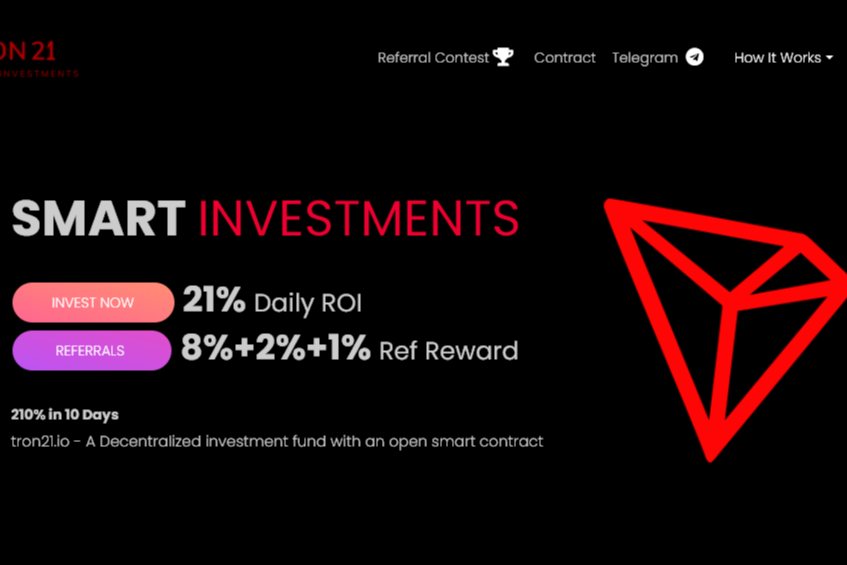 ON 21
INVESTMENTS
Referral Contest
Contract
Telegram
How It Works
SMART INVESTMENTS
INVEST NOW
21% Daily ROI
REFERRALS
8%+2%+1% Ref Reward
210% in 10 Days
tron21.io - A Decentralized investment fund with an open smart contract